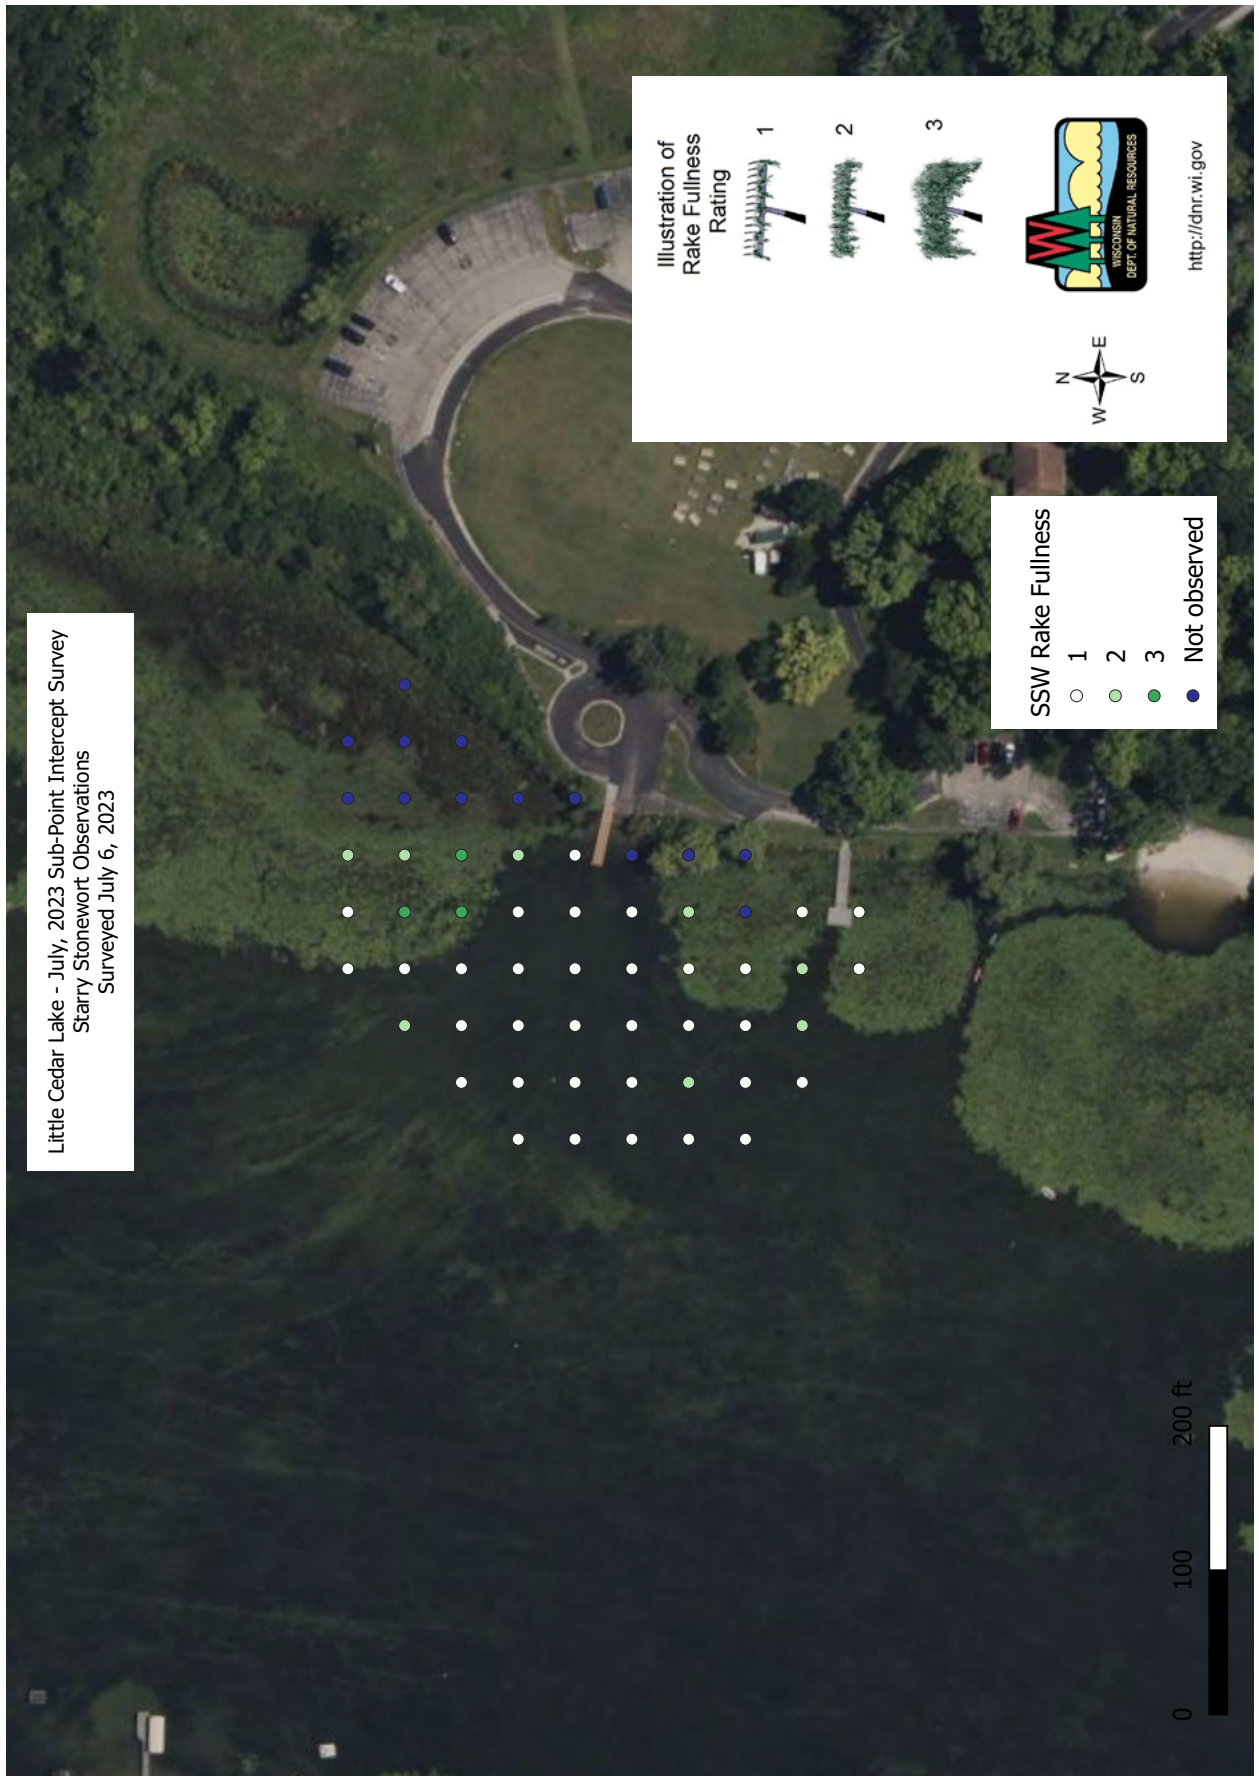 Little Cedar Lake - July, 2023 Sub-Point Intercept Survey
Starry Stonewort Observations
Surveyed July 6, 2023
Illustration of
Rake Fullness
Rating
1
2
3
N
W
E
S
WISCONSIN
DEPT. OF NATURAL RESOURCES
http://dnr.wi.gov
SSW Rake Fullness
1
2
3
Not observed
0
100
200 ft